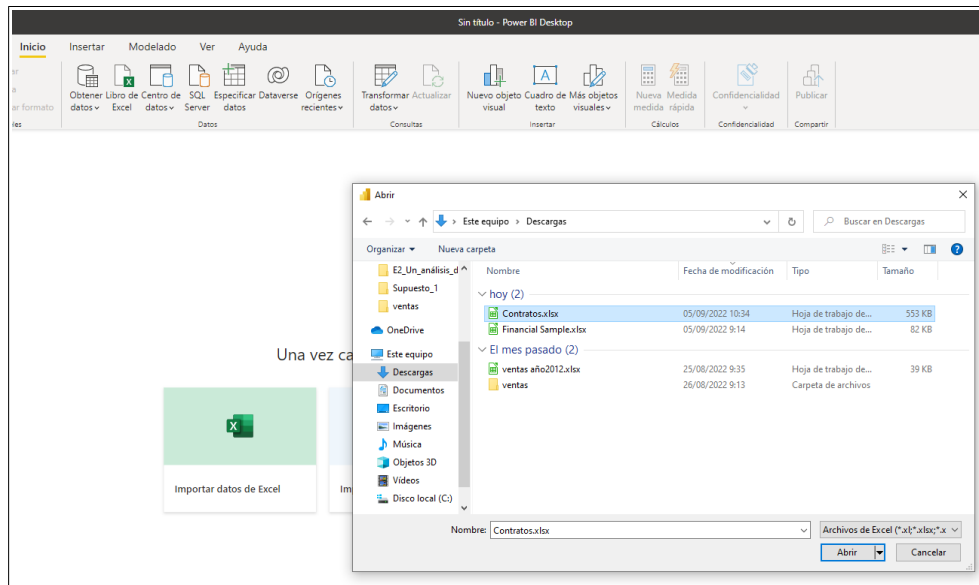 Sin título - Power BI Desktop
Inicio Insertar Modelado Ver Ayuda
ar formato
Obtener datos
Libro de Excel
Centro de datos
SQL Server
Especificar datos
Dataverse
Orígenes recientes
Transformar datos
Actualizar
Nuevo objeto visual
Cuadro de texto
Más objetos visuales
Nueva medida
Medida rápida
Confidencialidad
Publicar
les Datos Consultas Insertar Cálculos Confidencialidad Compartir
Una vez ca
Importar datos de Excel
Im
Abrir
Este equipo > Descargas
Buscar en Descargas
Organizar Nueva carpeta
E2_Un_análisis_d
Supuesto_1
ventas
OneDrive
Este equipo
Descargas
Documentos
Escritorio
Imágenes
Música
Objetos 3D
Vídeos
Disco local (C:)
Nombre Fecha de modificación Tipo Tamaño
hoy (2)
Contratos.xlsx 05/09/2022 10:34 Hoja de trabajo de... 553 KB
Financial Sample.xlsx 05/09/2022 9:14 Hoja de trabajo de... 82 KB
El mes pasado (2)
ventas año2012.xlsx 25/08/2022 9:35 Hoja de trabajo de... 39 KB
ventas 26/08/2022 9:13 Carpeta de archivos
Nombre: Contratos.xlsx
Archivos de Excel (*.xl;*.xlsx;*.x
Abrir Cancelar